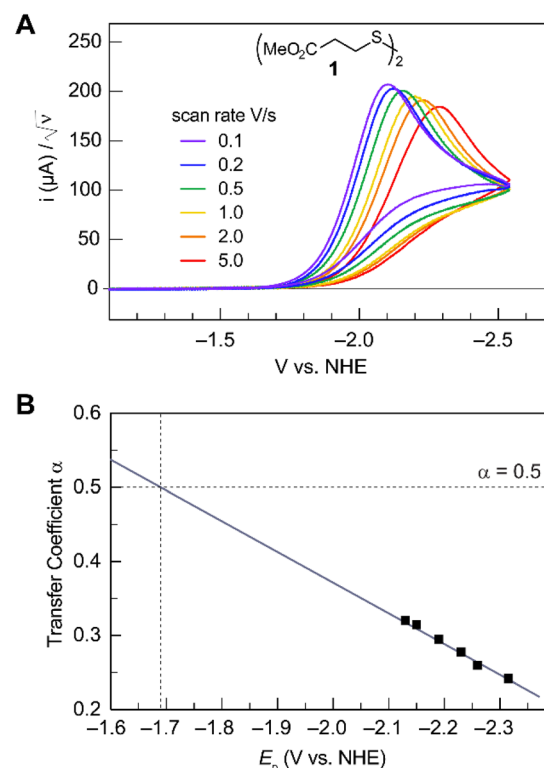 A
(MeO₂C S)₂
1
scan rate V/s
0.1
0.2
0.5
1.0
2.0
5.0
i (μA) /√ν
250
200
150
100
50
0
–1.5 –2.0 –2.5
V vs. NHE
B
Transfer Coefficient α
0.6
0.5
0.4
0.3
0.2
α = 0.5
–1.6 –1.7 –1.8 –1.9 –2.0 –2.1 –2.2 –2.3
Eₚ (V vs. NHE)